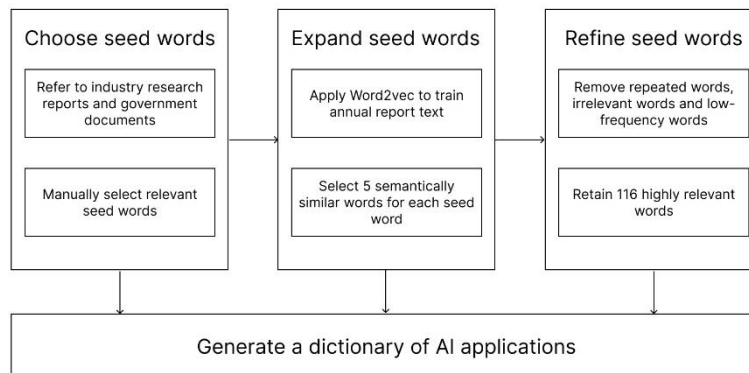 Choose seed words
Refer to industry research
reports and government
documents
Manually select relevant
seed words
Expand seed words
Apply Word2vec to train
annual report text
Select 5 semantically
similar words for each seed
word
Refine seed words
Remove repeated words,
irrelevant words and low-
frequency words
Retain 116 highly relevant
words
Generate a dictionary of AI applications